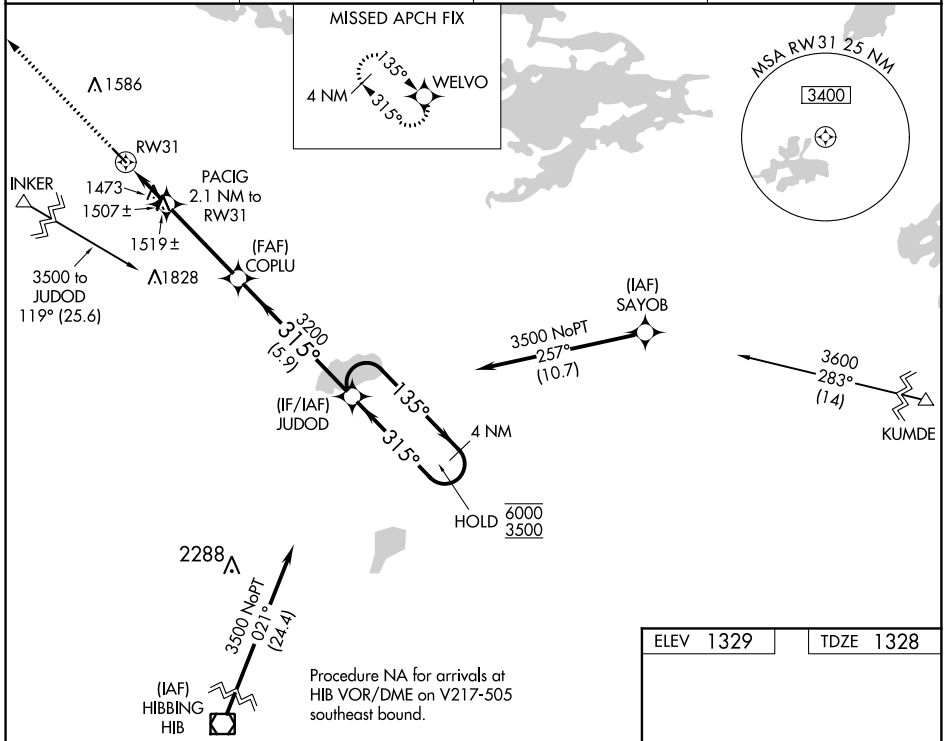 MISSED APCH FIX
135°
WELVO
4 NM
315°
MSA RW31 25 NM
3400
1586
RW31
PACIG
2.1 NM to
RW31
1473
1507 ±
1519 ±
INKER
3500 to
JUDOD
119° (25.6)
1828
(FAF)
COPLU
3200
315°
(5.9)
(IAF)
SAYOB
3500 NoPT
257°
(10.7)
3600
283°
(14)
KUMDE
(IF/IAF)
JUDOD
135°
315°
4 NM
HOLD
6000
3500
2288
3500 NoPT
021°
(24.4)
(IAF)
HIBBING
HIB
Procedure NA for arrivals at
HIB VOR/DME on V217-505
southeast bound.
ELEV 1329
TDZE 1328